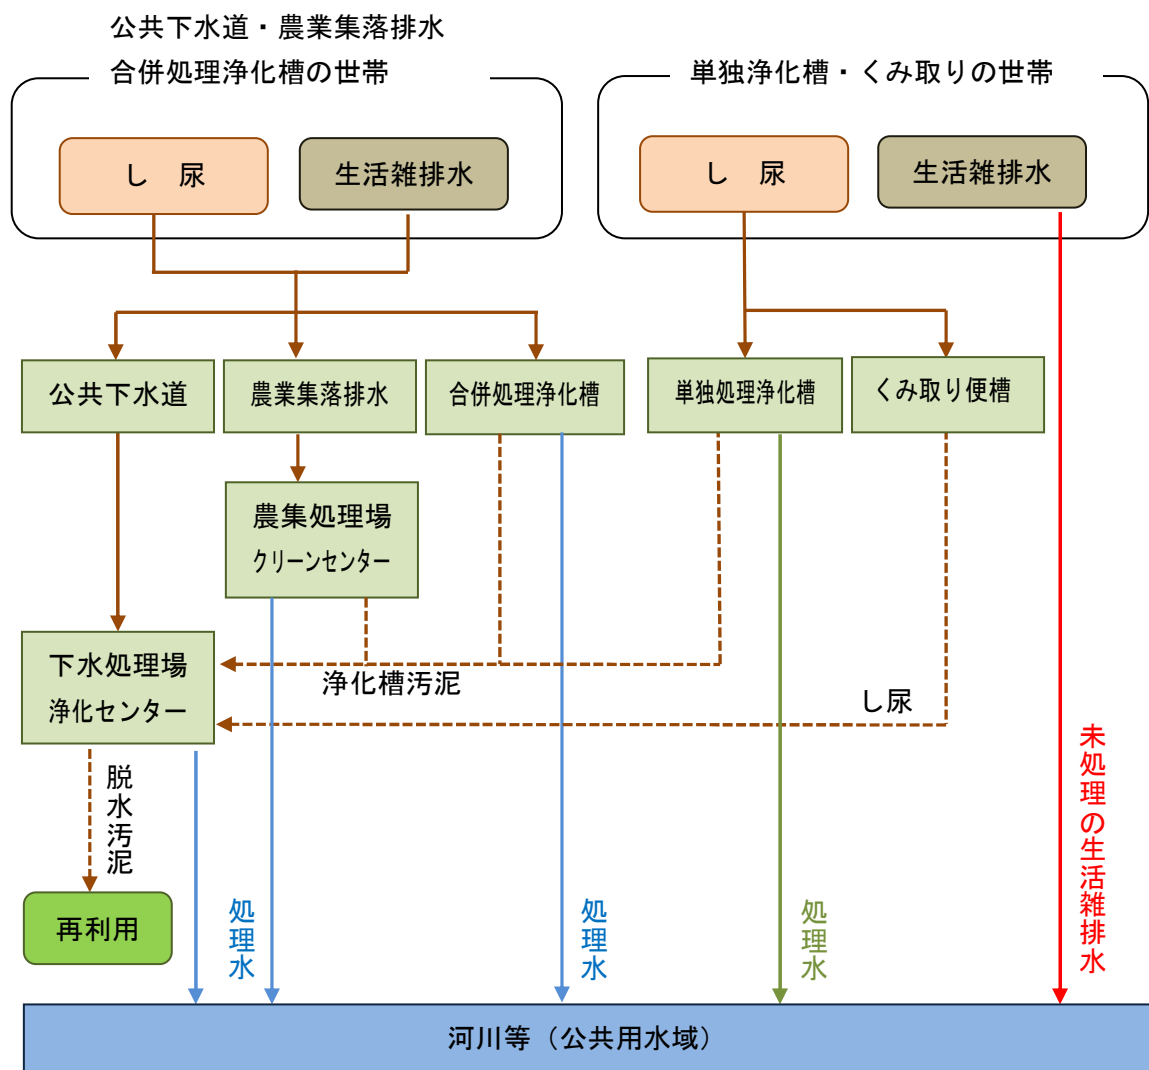 公共下水道・農業集落排水
合併処理浄化槽の世帯
単独浄化槽・くみ取りの世帯
し　尿
生活雑排水
し　尿
生活雑排水
公共下水道
農業集落排水
合併処理浄化槽
単独処理浄化槽
くみ取り便槽
農集処理場
クリーンセンター
下水処理場
浄化センター
浄化槽汚泥
し尿
脱水汚泥
未処理の生活雑排水
再利用
処理水
処理水
処理水
河川等（公共用水域）